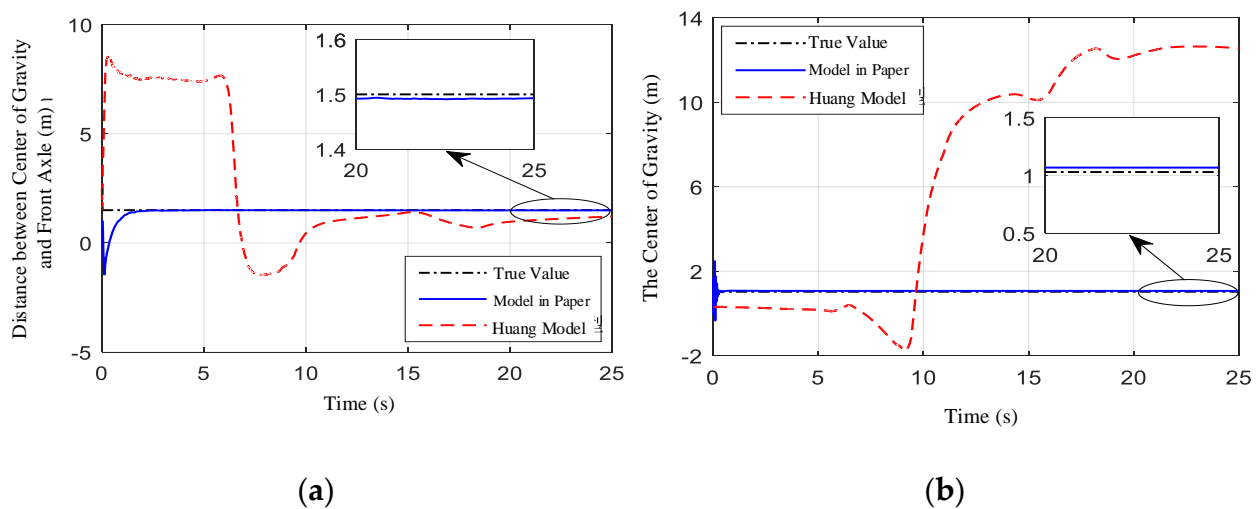 10
5
0
-5
Distance between Center of Gravity
and Front Axle (m)
1.6
1.5
1.4
20
25
True Value
Model in Paper
Huang Model
0
5
10
15
20
25
Time (s)
(a)
14
10
6
2
-2
The Center of Gravity (m)
True Value
Model in Paper
Huang Model
1.5
1
0.5
20
25
0
5
10
15
20
25
Time (s)
(b)